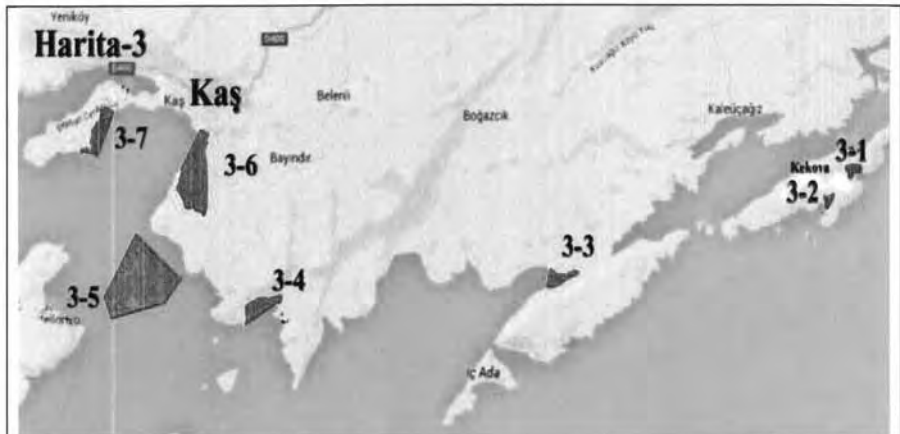 Yeniköy
Harita-3
Kaş
Kaş
Belenli
Boğazcık
Kaleüçağız
Bayındır
3-7
3-6
3-1
Kekova
3-2
3-3
3-4
3-5
İç Ada